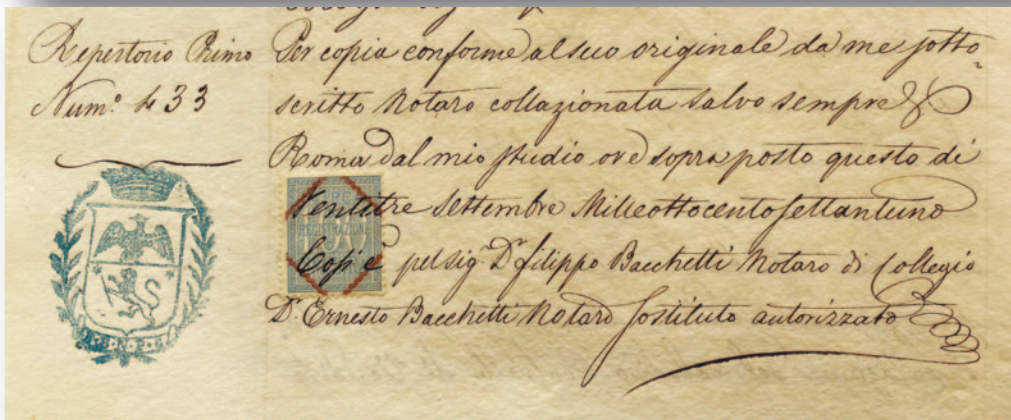 Repertorio Primo
Num.º 433
Per copia conforme al suo originale da me sotto=
scritto Notaro collazionata salvo sempre &
Roma dal mio studio ove sopra posto questo di
Ventitre Settembre Milleottocentosettantuno
REGISTRAZIONE
Così è pel Sig.r D.r Filippo Bacchetti Notaro di Collegio
D.r Ernesto Bacchetti Notaro Sostituto autorizzato